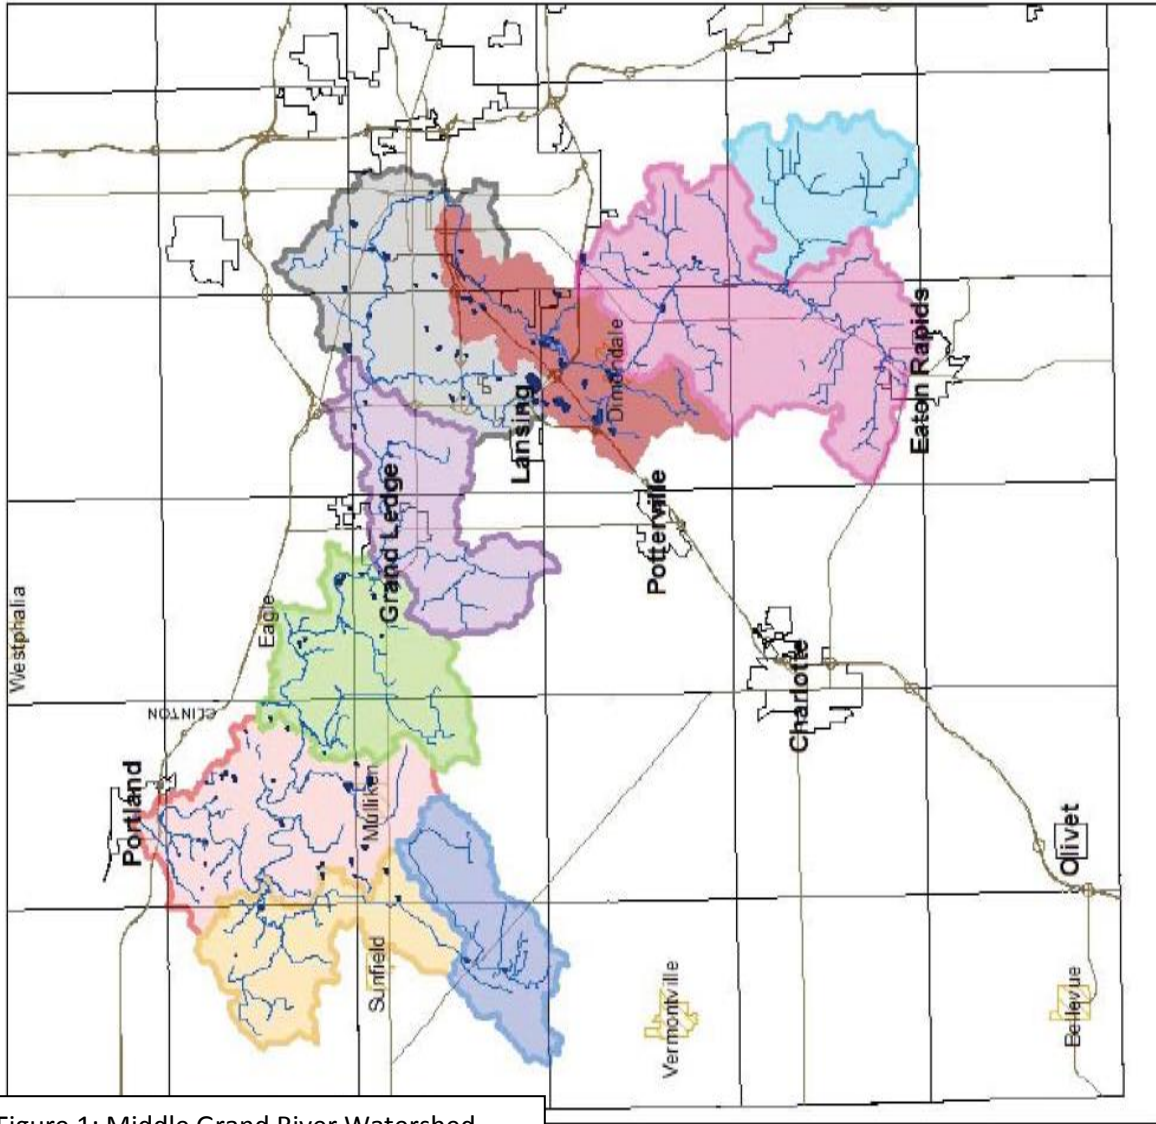 Westphalia
CLINTON
Eagle
Portland
Grand Ledge
Lansing
Dimondale
Mulliken
Sunfield
Potterville
Eaton Rapids
Charlotte
Vermontville
Olivet
Bellevue
Figure 1: Middle Grand River Watershed